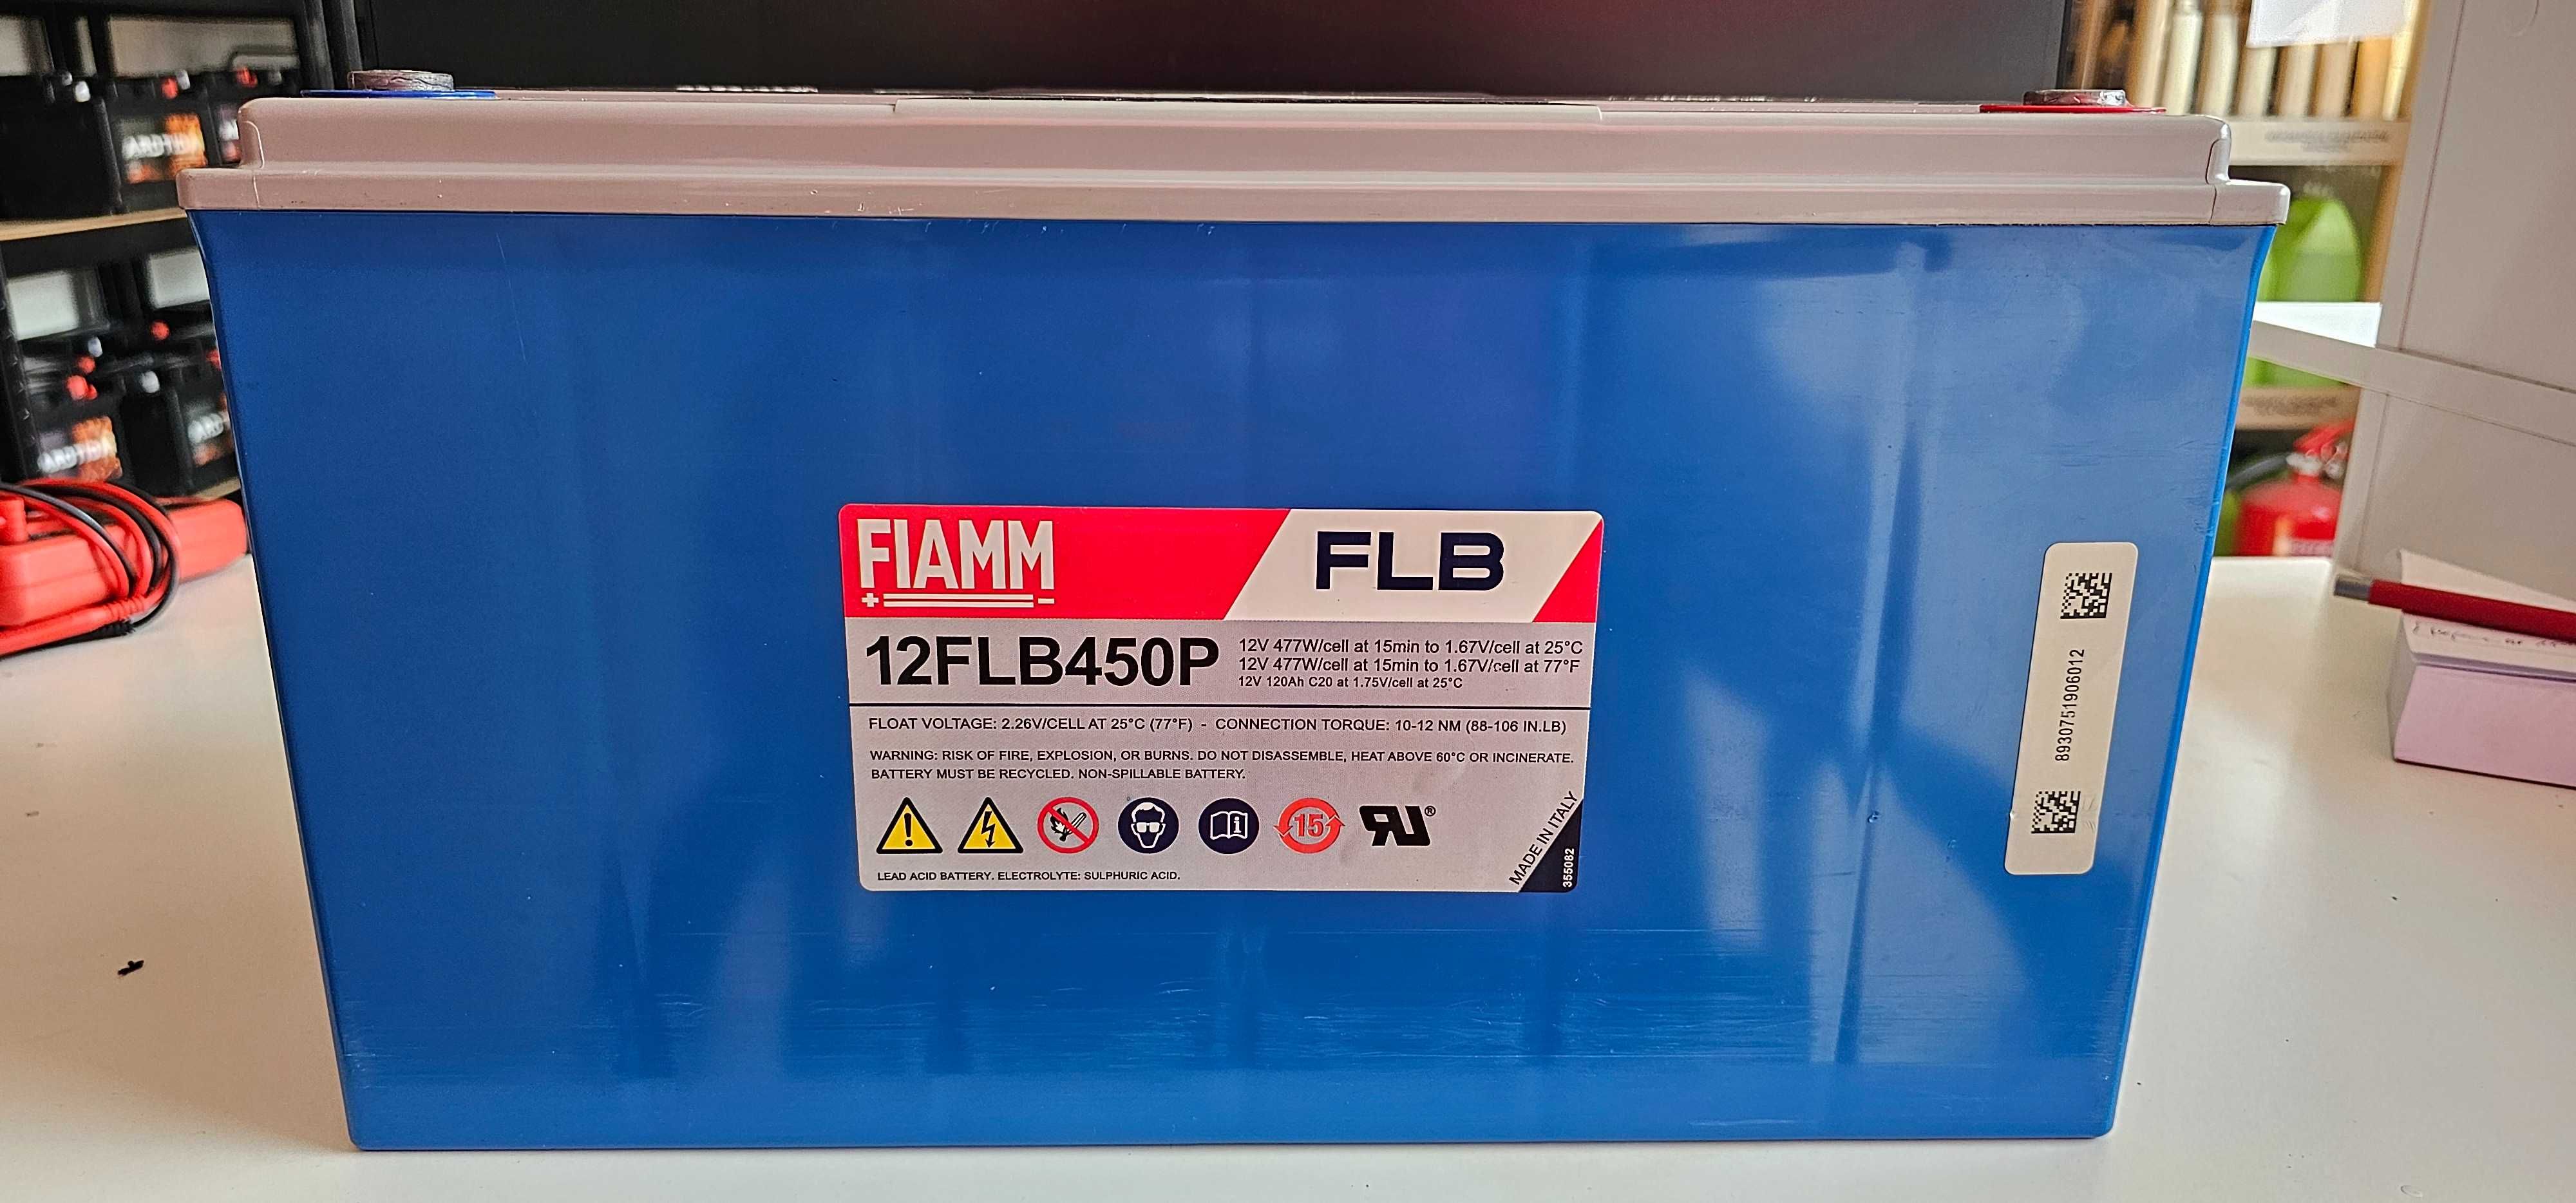 FIAMM
+ -
FLB
12FLB450P
12V 477W/cell at 15min to 1.67V/cell at 25°C
12V 477W/cell at 15min to 1.67V/cell at 77°F
12V 120Ah C20 at 1.75V/cell at 25°C
FLOAT VOLTAGE: 2.26V/CELL AT 25°C (77°F) - CONNECTION TORQUE: 10-12 NM (88-106 IN.LB)
WARNING: RISK OF FIRE, EXPLOSION, OR BURNS. DO NOT DISASSEMBLE, HEAT ABOVE 60°C OR INCINERATE.
BATTERY MUST BE RECYCLED. NON-SPILLABLE BATTERY.
15
RU®
MADE IN ITALY
355082
LEAD ACID BATTERY. ELECTROLYTE: SULPHURIC ACID.
8930751906012